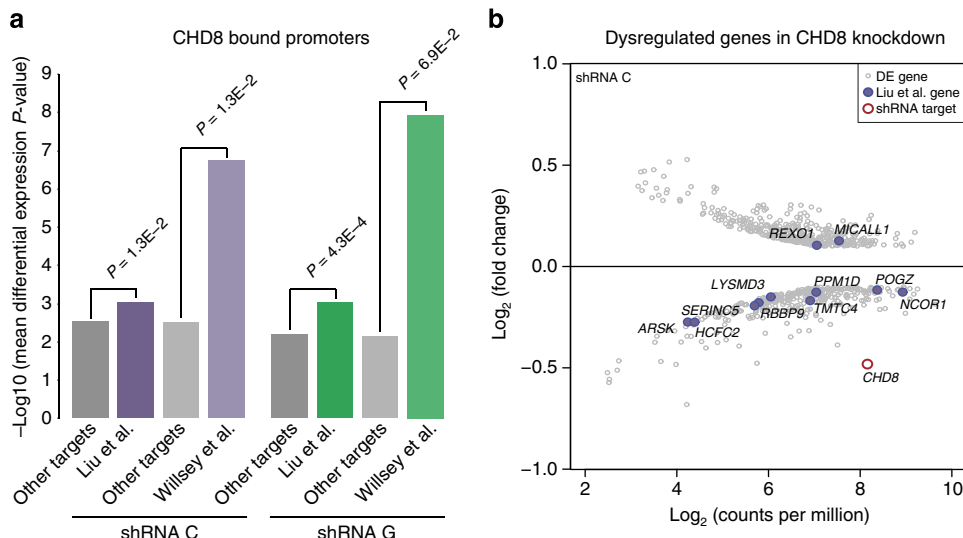 a
CHD8 bound promoters
–Log10 (mean differential expression P-value)
9
8
7
6
5
4
3
2
1
0
P = 1.3E–2
P = 1.3E–2
P = 4.3E–4
P = 6.9E–2
Other targets
Liu et al.
Other targets
Willsey et al.
Other targets
Liu et al.
Other targets
Willsey et al.
shRNA C
shRNA G
b
Dysregulated genes in CHD8 knockdown
shRNA C
DE gene
Liu et al. gene
shRNA target
Log2 (fold change)
1.0
0.5
0.0
–0.5
–1.0
REXO1
MICALL1
LYSMD3
PPM1D
POGZ
SERINC5
RBBP9
TMTC4
NCOR1
ARSK
HCFC2
CHD8
2
4
6
8
10
Log2 (counts per million)